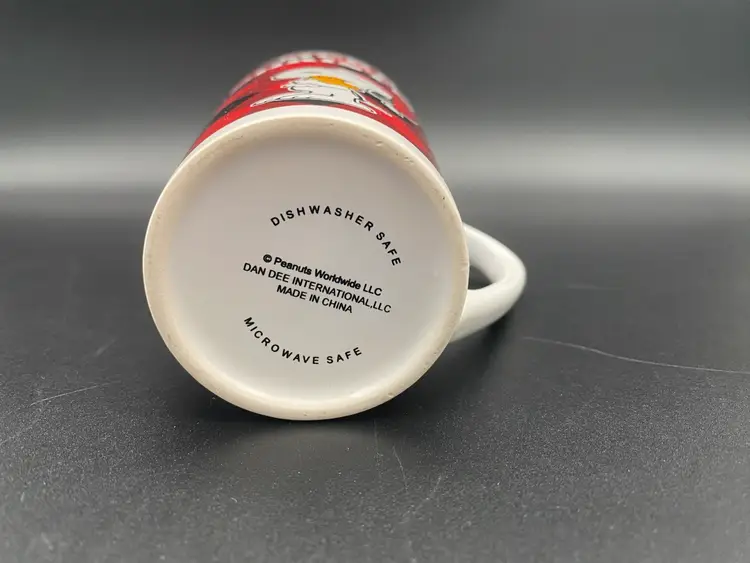 DISHWASHER SAFE
© Peanuts Worldwide LLC
DAN DEE INTERNATIONAL,LLC
MADE IN CHINA
MICROWAVE SAFE